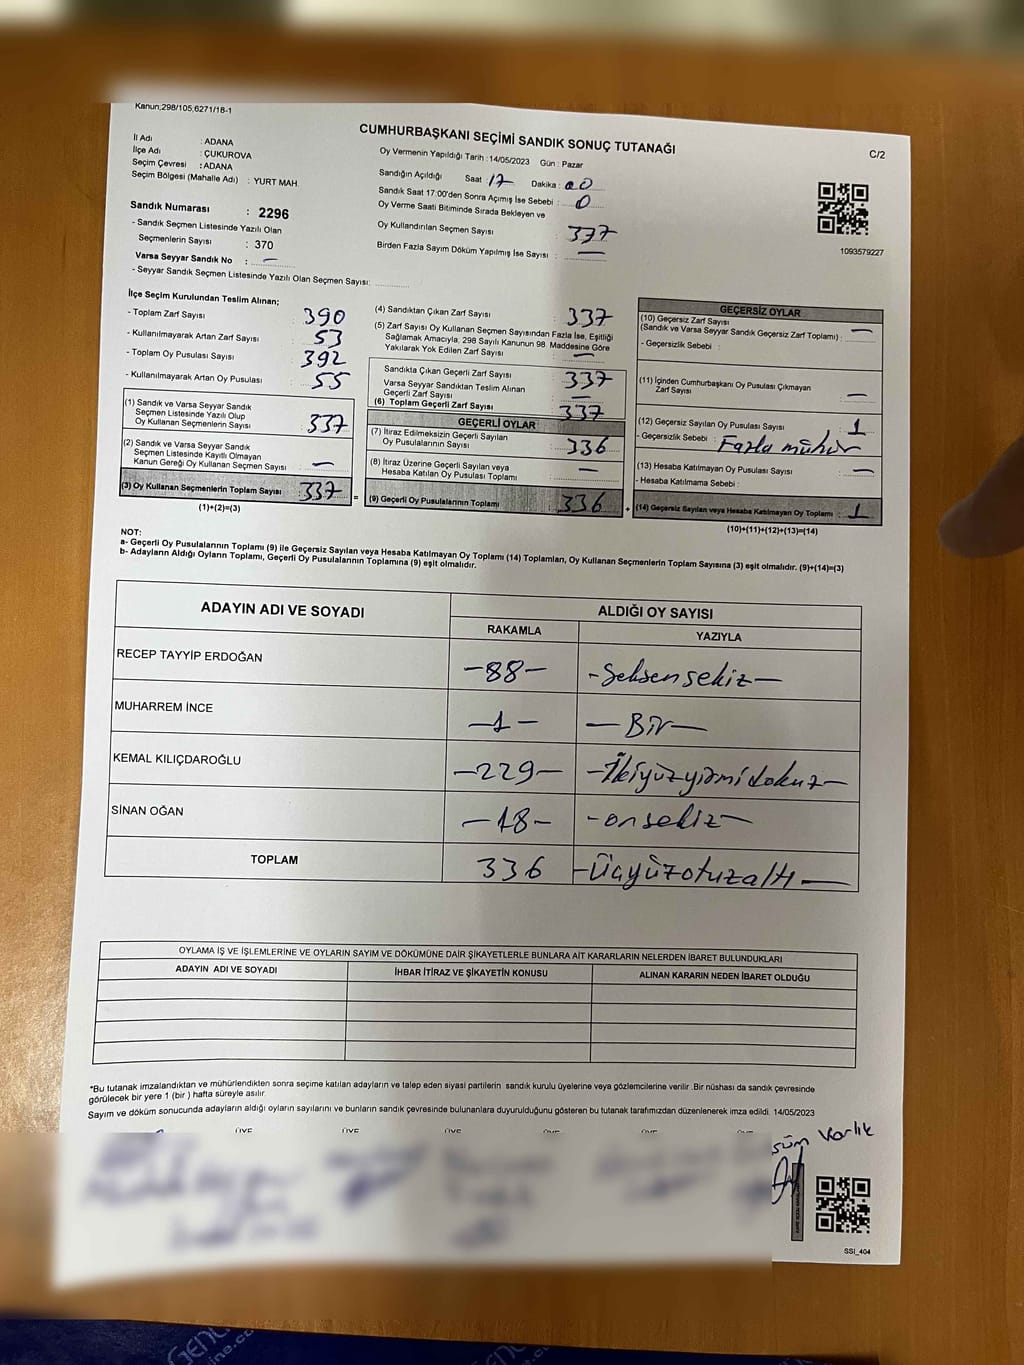 Kanun;298/105;6271/18-1
CUMHURBAŞKANI SEÇİMİ SANDIK SONUÇ TUTANAĞI
C/2
İl Adı : ADANA
İlçe Adı : ÇUKUROVA
Seçim Çevresi : ADANA
Seçim Bölgesi (Mahalle Adı) : YURT MAH.
Sandık Numarası : 2296
- Sandık Seçmen Listesinde Yazılı Olan
Seçmenlerin Sayısı : 370
Varsa Seyyar Sandık No : —
- Seyyar Sandık Seçmen Listesinde Yazılı Olan Seçmen Sayısı:
Oy Vermenin Yapıldığı Tarih : 14/05/2023 Gün : Pazar
Sandığın Açıldığı Saat : 17 Dakika : 00
Sandık Saat 17:00'den Sonra Açımış İse Sebebi : 0
Oy Verme Saati Bitiminde Sırada Bekleyen ve
Oy Kullandırılan Seçmen Sayısı : 337
Birden Fazla Sayım Döküm Yapılmış İse Sayısı : —
1093579227
İlçe Seçim Kurulundan Teslim Alınan;
- Toplam Zarf Sayısı : 390
- Kullanılmayarak Artan Zarf Sayısı : 53
- Toplam Oy Pusulası Sayısı : 392
- Kullanılmayarak Artan Oy Pusulası : 55
(1) Sandık ve Varsa Seyyar Sandık
Seçmen Listesinde Yazılı Olup
Oy Kullanan Seçmenlerin Sayısı : 337
(2) Sandık ve Varsa Seyyar Sandık
Seçmen Listesinde Kayıtlı Olmayan
Kanun Gereği Oy Kullanan Seçmen Sayısı : —
(3) Oy Kullanan Seçmenlerin Toplam Sayısı : 337 =
(1)+(2)=(3)
(4) Sandıktan Çıkan Zarf Sayısı : 337
(5) Zarf Sayısı Oy Kullanan Seçmen Sayısından Fazla İse, Eşitliği
Sağlamak Amacıyla; 298 Sayılı Kanunun 98. Maddesine Göre
Yakılarak Yok Edilen Zarf Sayısı : —
Sandıkta Çıkan Geçerli Zarf Sayısı : 337
Varsa Seyyar Sandıktan Teslim Alınan
Geçerli Zarf Sayısı : —
(6) Toplam Geçerli Zarf Sayısı : 337
GEÇERLİ OYLAR
(7) İtiraz Edilmeksizin Geçerli Sayılan
Oy Pusulalarının Sayısı : 336
(8) İtiraz Üzerine Geçerli Sayılan veya
Hesaba Katılan Oy Pusulası Toplamı : —
(9) Geçerli Oy Pusulalarının Toplamı : 336 +
GEÇERSİZ OYLAR
(10) Geçersiz Zarf Sayısı
(Sandık ve Varsa Seyyar Sandık Geçersiz Zarf Toplamı) : —
- Geçersizlik Sebebi :
(11) İçinden Cumhurbaşkanı Oy Pusulası Çıkmayan
Zarf Sayısı : —
(12) Geçersiz Sayılan Oy Pusulası Sayısı : 1
- Geçersizlik Sebebi : Fazla mühür
(13) Hesaba Katılmayan Oy Pusulası Sayısı : —
- Hesaba Katılmama Sebebi :
(14) Geçersiz Sayılan veya Hesaba Katılmayan Oy Toplamı : 1
(10)+(11)+(12)+(13)=(14)
NOT:
a- Geçerli Oy Pusulalarının Toplamı (9) ile Geçersiz Sayılan veya Hesaba Katılmayan Oy Toplamı (14) Toplamları, Oy Kullanan Seçmenlerin Toplam Sayısına (3) eşit olmalıdır. (9)+(14)=(3)
b- Adayların Aldığı Oyların Toplamı, Geçerli Oy Pusulalarının Toplamına (9) eşit olmalıdır.
ADAYIN ADI VE SOYADI
ALDIĞI OY SAYISI
RAKAMLA YAZIYLA
RECEP TAYYİP ERDOĞAN —88— -Seksensekiz—
MUHARREM İNCE —1— —Bir—
KEMAL KILIÇDAROĞLU —229— —İkiyüzyirmidokuz—
SİNAN OĞAN —18— -onsekiz—
TOPLAM 336 -Üçyüzotuzaltı—
OYLAMA İŞ VE İŞLEMLERİNE VE OYLARIN SAYIM VE DÖKÜMÜNE DAİR ŞİKAYETLERLE BUNLARA AİT KARARLARIN NELERDEN İBARET BULUNDUKLARI
ADAYIN ADI VE SOYADI İHBAR İTİRAZ VE ŞİKAYETİN KONUSU ALINAN KARARIN NEDEN İBARET OLDUĞU
*Bu tutanak imzalandıktan ve mühürlendikten sonra seçime katılan adayların ve talep eden siyasi partilerin sandık kurulu üyelerine veya gözlemcilerine verilir .Bir nüshası da sandık çevresinde
görülecek bir yere 1 (bir ) hafta süreyle asılır.
Sayım ve döküm sonucunda adayların aldığı oyların sayılarını ve bunların sandık çevresinde bulunanlara duyurulduğunu gösteren bu tutanak tarafımızdan düzenlenerek imza edildi. 14/05/2023
ÜYE ÜYE ÜYE ÜYE ÜYE
Varlık
SSI_404